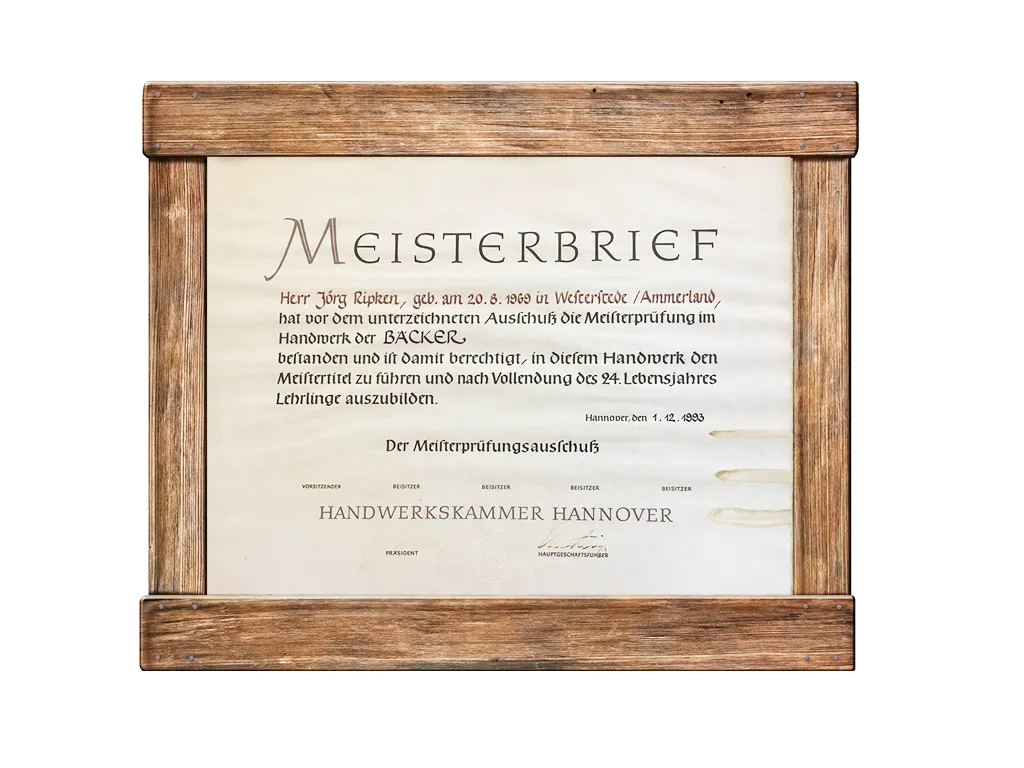 MEISTERBRIEF
Herr Jörg Ripken, geb. am 20. 8. 1969 in Westerstede / Ammerland,
hat vor dem unterzeichneten Ausschuß die Meisterprüfung im
Handwerk der BÄCKER
bestanden und ist damit berechtigt, in diesem Handwerk den
Meistertitel zu führen und nach Vollendung des 24. Lebensjahres
Lehrlinge auszubilden.
Hannover, den 1. 12. 1993
Der Meisterprüfungsausschuß
VORSITZENDER BEISITZER BEISITZER BEISITZER BEISITZER
HANDWERKSKAMMER HANNOVER
PRÄSIDENT HAUPTGESCHÄFTSFÜHRER